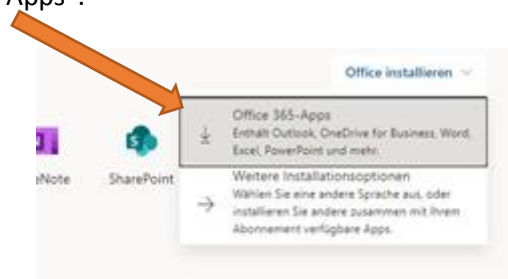 Apps".
Office installieren
Office 365-Apps
Enthält Outlook, OneDrive for Business, Word,
Excel, PowerPoint und mehr.
eNote
SharePoint
Weitere Installationsoptionen
Wählen Sie eine andere Sprache aus, oder
installieren Sie andere zusammen mit Ihrem
Abonnement verfügbare Apps.